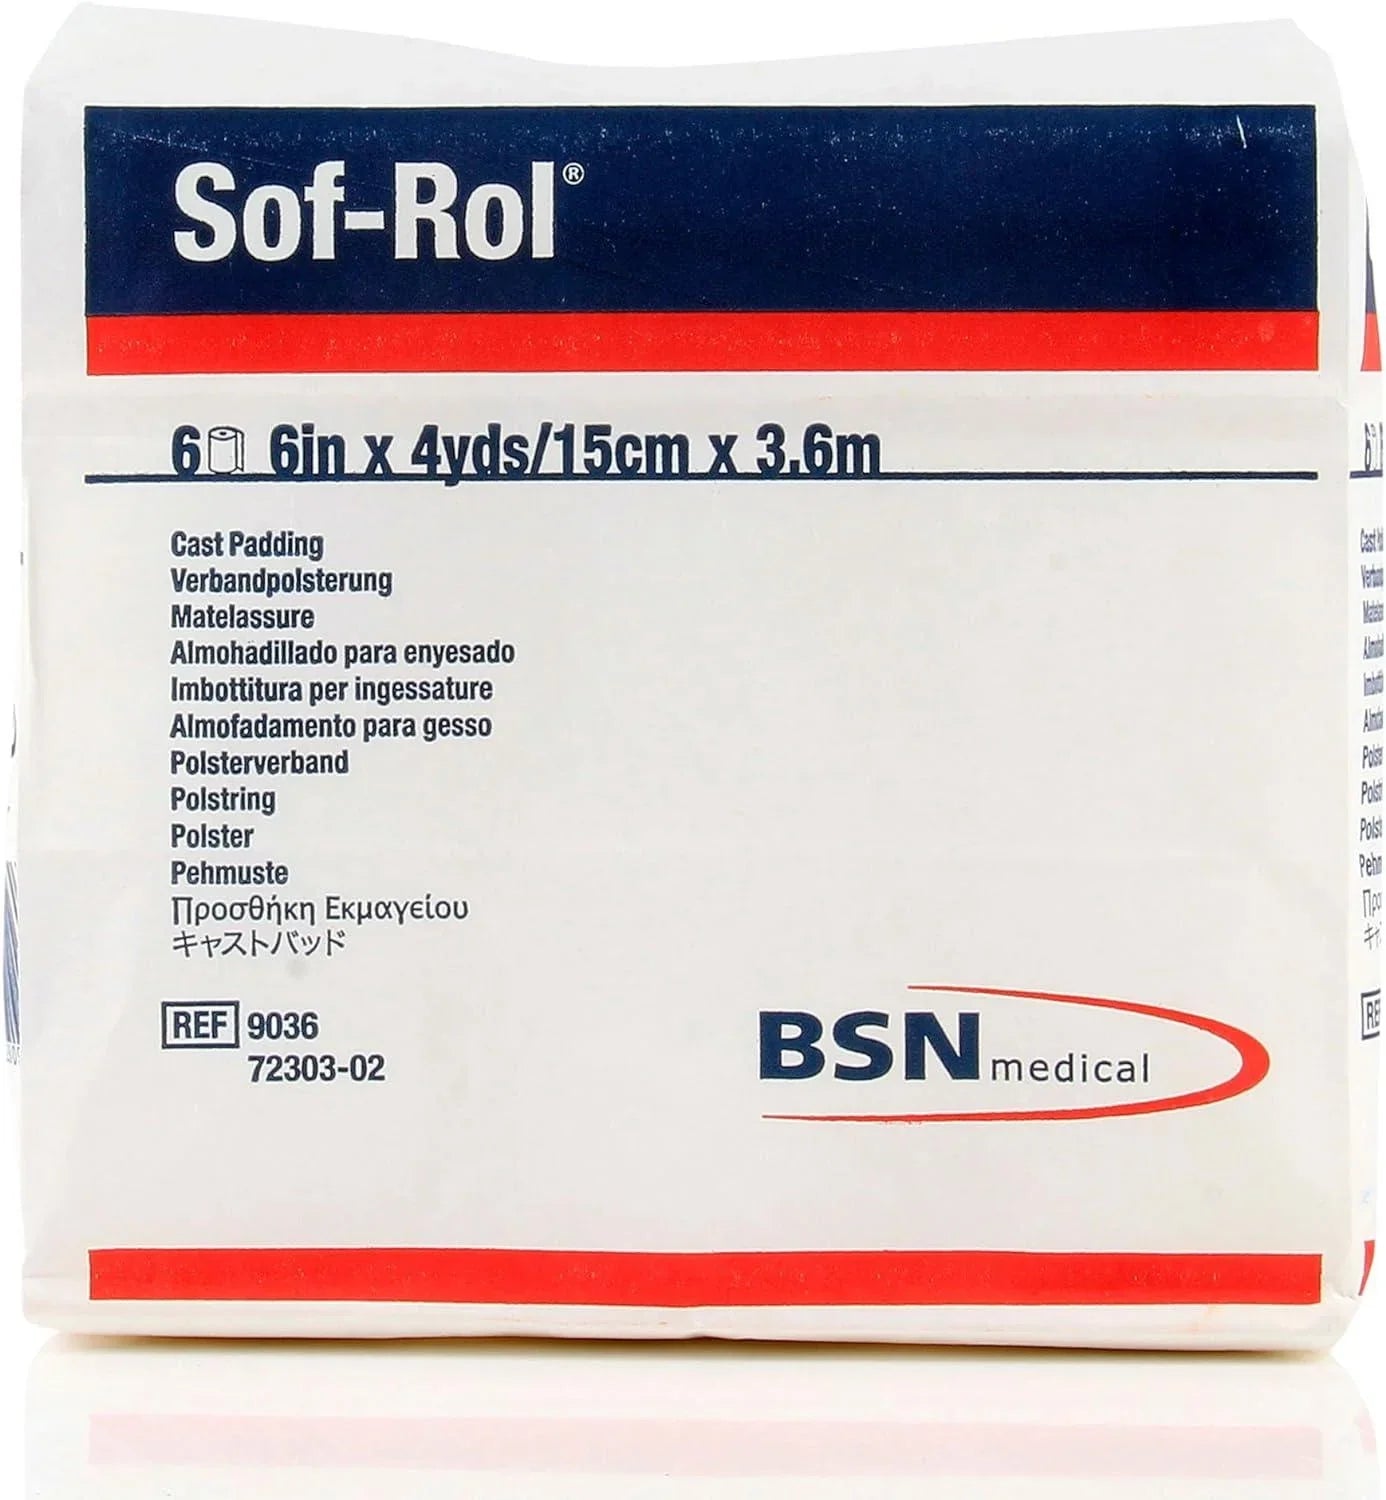 Sof-Rol®
6 6in x 4yds/15cm x 3.6m
Cast Padding
Verbandpolsterung
Matelassure
Almohadillado para enyesado
Imbottitura per ingessature
Almofadamento para gesso
Polsterverband
Polstring
Polster
Pehmuste
Προσθήκη Εκμαγείου
キャストバッド
REF 9036
72303-02
BSN medical